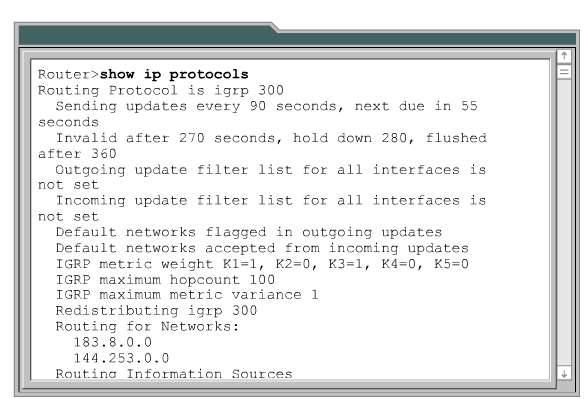 Router>show ip protocols
Routing Protocol is igrp 300
Sending updates every 90 seconds, next due in 55
seconds
Invalid after 270 seconds, hold down 280, flushed
after 360
Outgoing update filter list for all interfaces is
not set
Incoming update filter list for all interfaces is
not set
Default networks flagged in outgoing updates
Default networks accepted from incoming updates
IGRP metric weight K1=1, K2=0, K3=1, K4=0, K5=0
IGRP maximum hopcount 100
IGRP maximum metric variance 1
Redistributing igrp 300
Routing for Networks:
183.8.0.0
144.253.0.0
Routing Information Sources